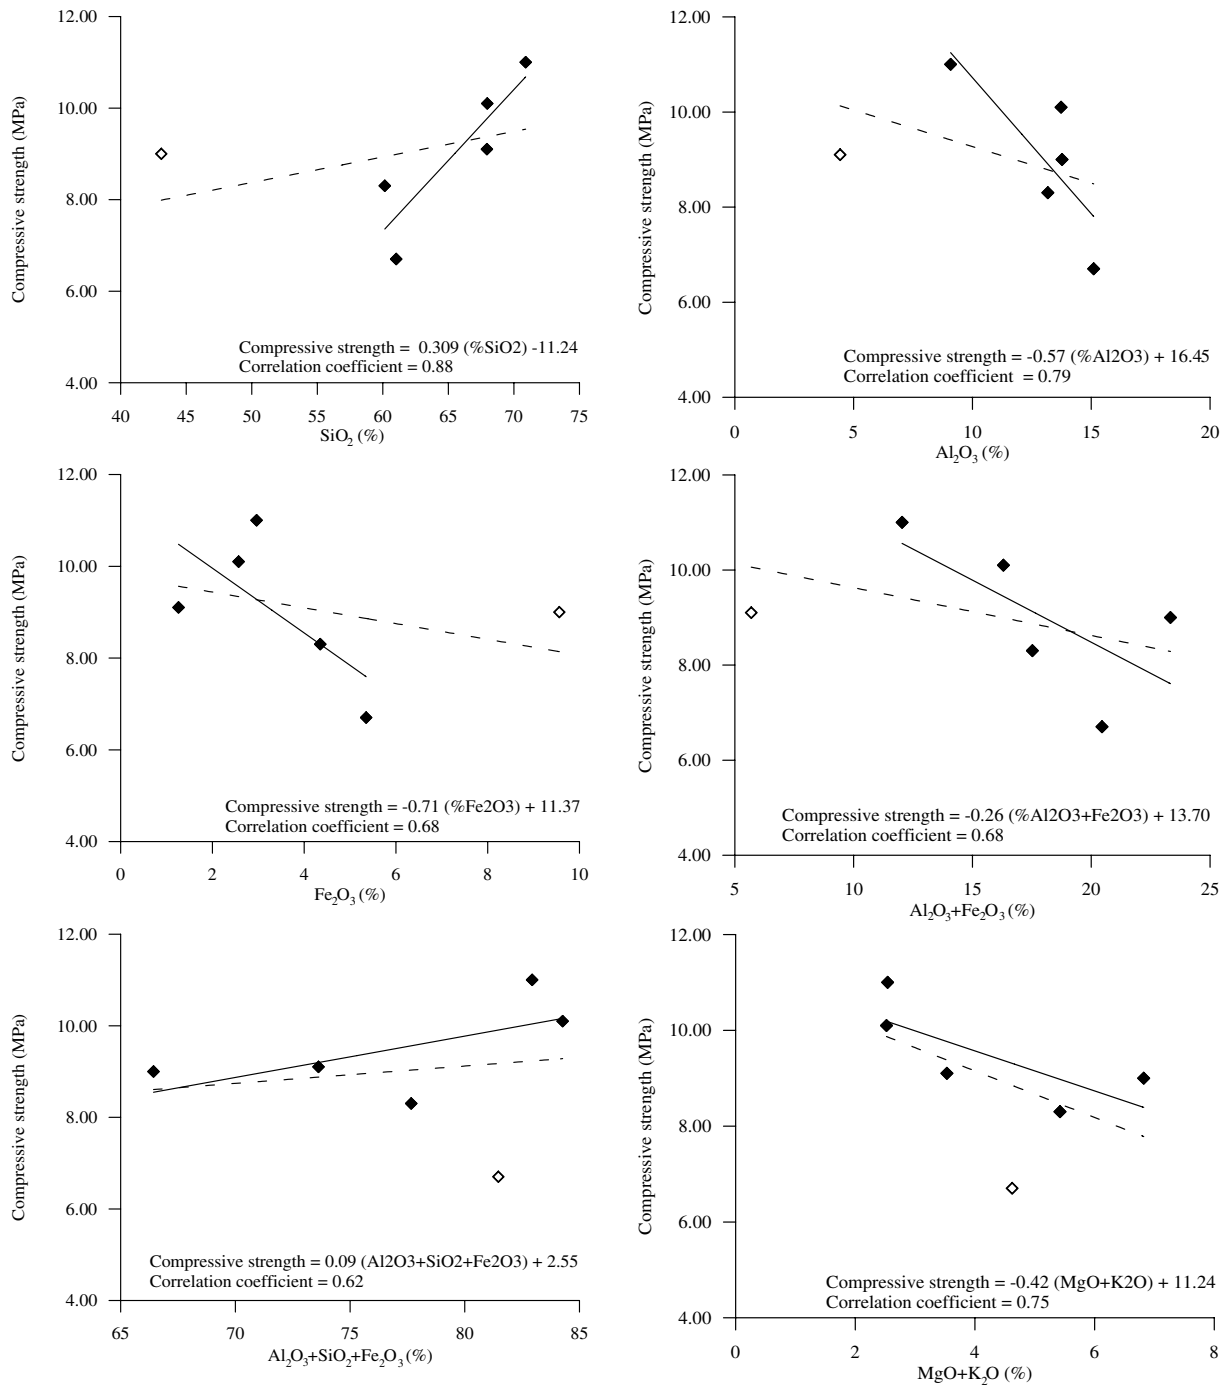 12.00
10.00
8.00
6.00
4.00
Compressive strength (MPa)
Compressive strength =  0.309 (%SiO2) -11.24
Correlation coefficient = 0.88
40 45 50 55 60 65 70 75
SiO2 (%)
12.00
10.00
8.00
6.00
4.00
Compressive strength (MPa)
Compressive strength = -0.57 (%Al2O3) + 16.45
Correlation coefficient  = 0.79
0 5 10 15 20
Al2O3 (%)
12.00
10.00
8.00
6.00
4.00
Compressive strength (MPa)
Compressive strength = -0.71 (%Fe2O3) + 11.37
Correlation coefficient = 0.68
0 2 4 6 8 10
Fe2O3 (%)
12.00
10.00
8.00
6.00
4.00
Compressive strength (MPa)
Compressive strength = -0.26 (%Al2O3+Fe2O3) + 13.70
Correlation coefficient = 0.68
5 10 15 20 25
Al2O3+Fe2O3 (%)
12.00
10.00
8.00
6.00
4.00
Compressive strength (MPa)
Compressive strength = 0.09 (Al2O3+SiO2+Fe2O3) + 2.55
Correlation coefficient = 0.62
65 70 75 80 85
Al2O3+SiO2+Fe2O3 (%)
12.00
10.00
8.00
6.00
4.00
Compressive strength (MPa)
Compressive strength = -0.42 (MgO+K2O) + 11.24
Correlation coefficient = 0.75
0 2 4 6 8
MgO+K2O (%)